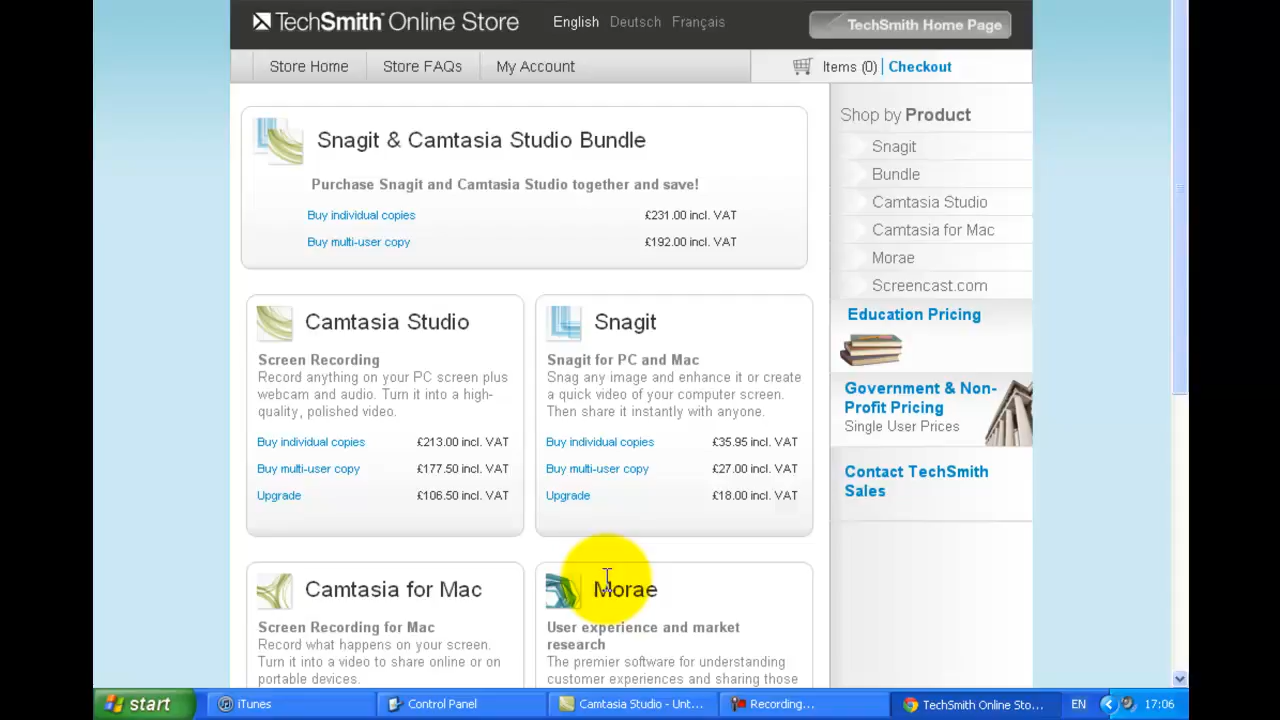 TechSmith Online Store
English Deutsch Français
TechSmith Home Page
Store Home Store FAQs My Account
Items (0) Checkout
Snagit & Camtasia Studio Bundle
Purchase Snagit and Camtasia Studio together and save!
Buy individual copies £231.00 incl. VAT
Buy multi-user copy £192.00 incl. VAT
Camtasia Studio
Screen Recording
Record anything on your PC screen plus
webcam and audio. Turn it into a high-
quality, polished video.
Buy individual copies £213.00 incl. VAT
Buy multi-user copy £177.50 incl. VAT
Upgrade £106.50 incl. VAT
Snagit
Snagit for PC and Mac
Snag any image and enhance it or create
a quick video of your computer screen.
Then share it instantly with anyone.
Buy individual copies £35.95 incl. VAT
Buy multi-user copy £27.00 incl. VAT
Upgrade £18.00 incl. VAT
Camtasia for Mac
Screen Recording for Mac
Record what happens on your screen.
Turn it into a video to share online or on
portable devices.
Morae
User experience and market
research
The premier software for understanding
customer experiences and sharing those
Shop by Product
Snagit
Bundle
Camtasia Studio
Camtasia for Mac
Morae
Screencast.com
Education Pricing
Government & Non-
Profit Pricing
Single User Prices
Contact TechSmith
Sales
start iTunes Control Panel Camtasia Studio - Unt... Recording... TechSmith Online Sto... EN 17:06